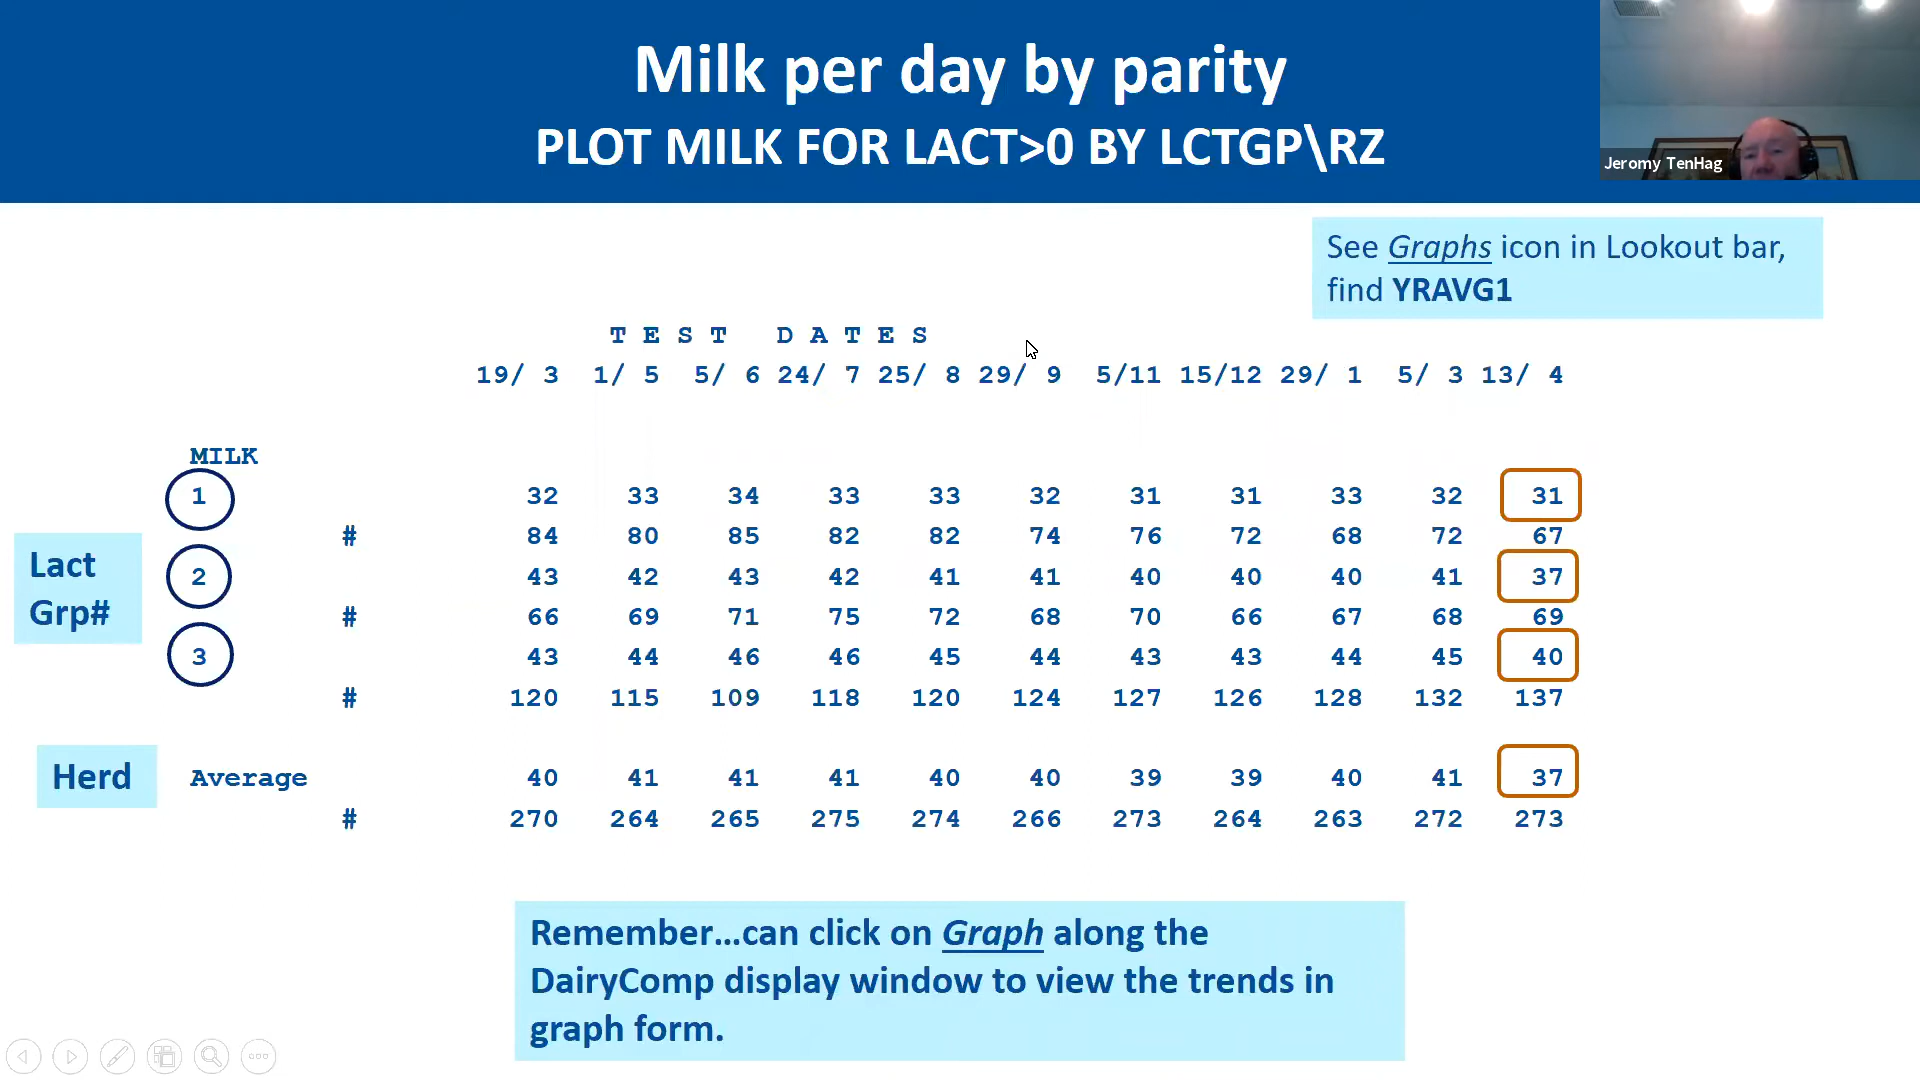 Milk per day by parity
PLOT MILK FOR LACT>0 BY LCTGP\RZ
Jeromy TenHag
See Graphs icon in Lookout bar,
find YRAVG1
T E S T D A T E S
19/ 3 1/ 5 5/ 6 24/ 7 25/ 8 29/ 9 5/11 15/12 29/ 1 5/ 3 13/ 4
MILK
1 32 33 34 33 33 32 31 31 33 32 31
# 84 80 85 82 82 74 76 72 68 72 67
Lact
Grp#
2 43 42 43 42 41 41 40 40 40 41 37
# 66 69 71 75 72 68 70 66 67 68 69
3 43 44 46 46 45 44 43 43 44 45 40
# 120 115 109 118 120 124 127 126 128 132 137
Herd
Average 40 41 41 41 40 40 39 39 40 41 37
# 270 264 265 275 274 266 273 264 263 272 273
Remember…can click on Graph along the
DairyComp display window to view the trends in
graph form.